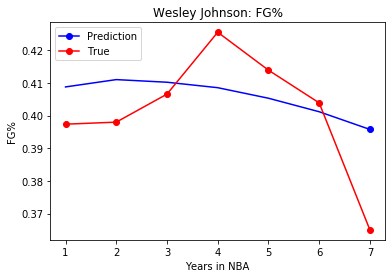 Wesley Johnson: FG%
Prediction
True
0.42
0.41
0.40
0.39
0.38
0.37
FG%
1 2 3 4 5 6 7
Years in NBA